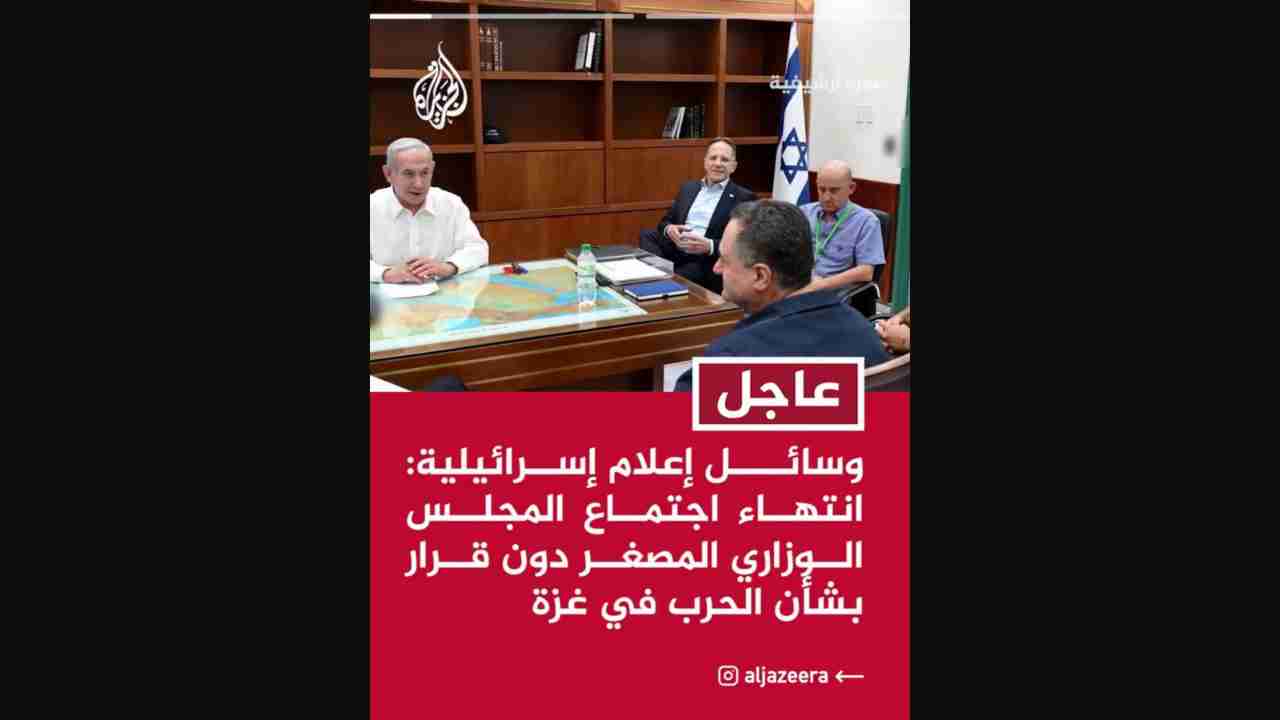 الجزيرة
صورة أرشيفية
عاجل
وسائل إعلام إسرائيلية:
انتهاء اجتماع المجلس
الوزاري المصغر دون قرار
بشأن الحرب في غزة
aljazeera